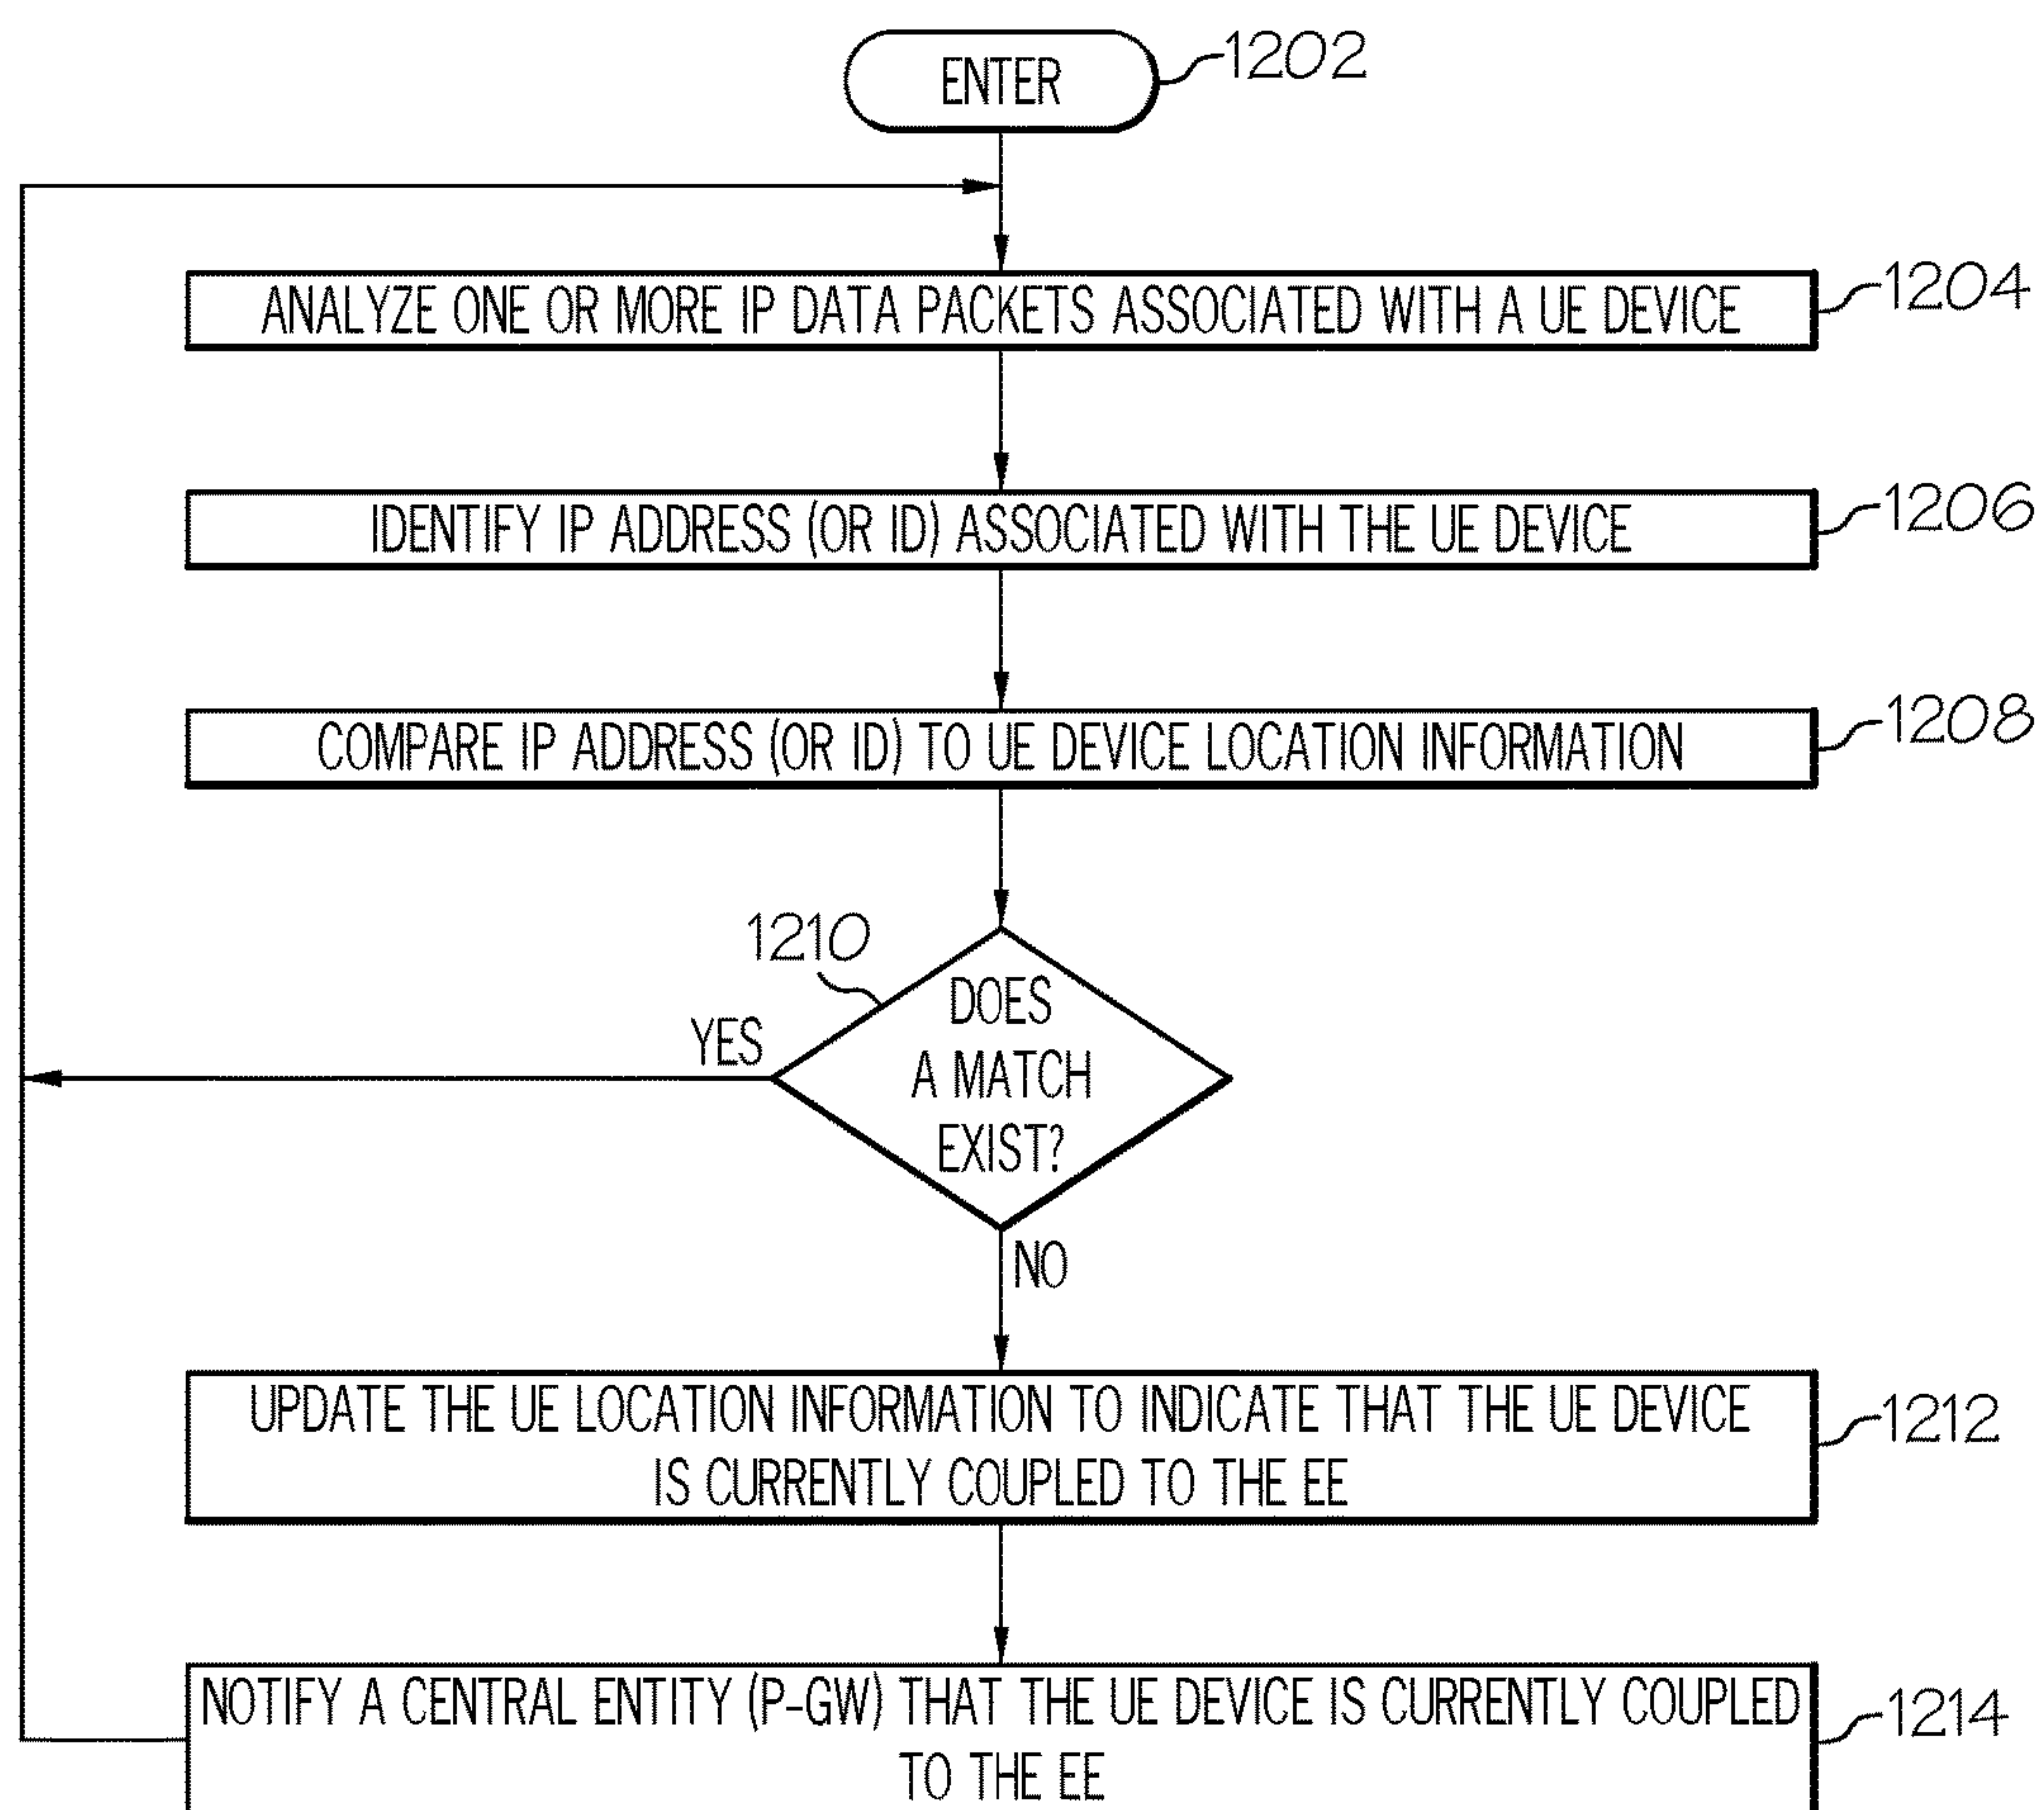 ENTER
1202
ANALYZE ONE OR MORE IP DATA PACKETS ASSOCIATED WITH A UE DEVICE
1204
IDENTIFY IP ADDRESS (OR ID) ASSOCIATED WITH THE UE DEVICE
1206
COMPARE IP ADDRESS (OR ID) TO UE DEVICE LOCATION INFORMATION
1208
1210
DOES
A MATCH
EXIST?
YES
NO
UPDATE THE UE LOCATION INFORMATION TO INDICATE THAT THE UE DEVICE
IS CURRENTLY COUPLED TO THE EE
1212
NOTIFY A CENTRAL ENTITY (P-GW) THAT THE UE DEVICE IS CURRENTLY COUPLED
TO THE EE
1214